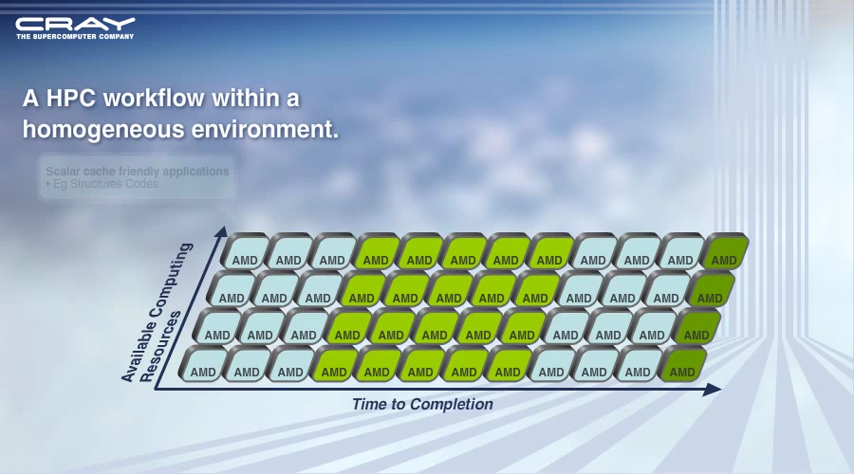 CRAY
THE SUPERCOMPUTER COMPANY
A HPC workflow within a
homogeneous environment.
Scalar cache friendly applications
• Eg Structures Codes
AMD AMD AMD AMD AMD AMD AMD AMD AMD AMD AMD AMD
AMD AMD AMD AMD AMD AMD AMD AMD AMD AMD AMD AMD
AMD AMD AMD AMD AMD AMD AMD AMD AMD AMD AMD AMD
AMD AMD AMD AMD AMD AMD AMD AMD AMD AMD AMD AMD
Available Computing
Resources
Time to Completion